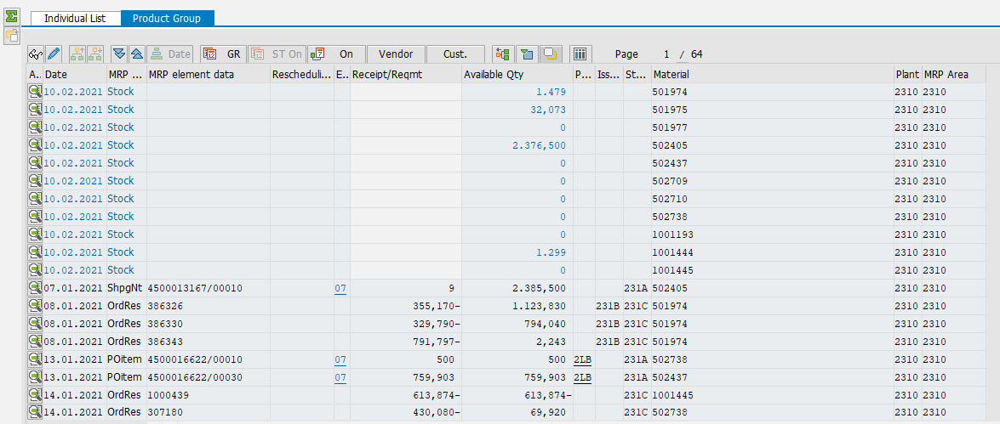 Individual List Product Group
Date GR ST On On Vendor Cust. Page 1 / 64
A.. Date MRP ... MRP element data Rescheduli... E.. Receipt/Reqmt Available Qty P... Iss... St... Material Plant MRP Area
10.02.2021 Stock 1.479 501974 2310 2310
10.02.2021 Stock 32,073 501975 2310 2310
10.02.2021 Stock 0 501977 2310 2310
10.02.2021 Stock 2.376,500 502405 2310 2310
10.02.2021 Stock 0 502437 2310 2310
10.02.2021 Stock 0 502709 2310 2310
10.02.2021 Stock 0 502710 2310 2310
10.02.2021 Stock 0 502738 2310 2310
10.02.2021 Stock 0 1001193 2310 2310
10.02.2021 Stock 1.299 1001444 2310 2310
10.02.2021 Stock 0 1001445 2310 2310
07.01.2021 ShpgNt 4500013167/00010 07 9 2.385,500 231A 502405 2310 2310
08.01.2021 OrdRes 386326 355,170- 1.123,830 231B 231C 501974 2310 2310
08.01.2021 OrdRes 386330 329,790- 794,040 231B 231C 501974 2310 2310
08.01.2021 OrdRes 386343 791,797- 2,243 231B 231C 501974 2310 2310
13.01.2021 POitem 4500016622/00010 07 500 500 2LB 231A 502738 2310 2310
13.01.2021 POitem 4500016622/00030 07 759,903 759,903 2LB 231A 502437 2310 2310
14.01.2021 OrdRes 1000439 613,874- 613,874- 231C 1001445 2310 2310
14.01.2021 OrdRes 307180 430,080- 69,920 231C 502738 2310 2310